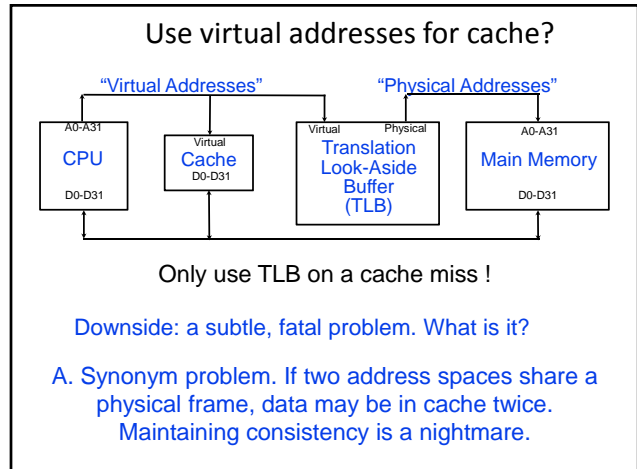 Use virtual addresses for cache?
“Virtual Addresses”
“Physical Addresses”
A0-A31
CPU
D0-D31
Virtual
Cache
D0-D31
Virtual Physical
Translation
Look-Aside
Buffer
(TLB)
A0-A31
Main Memory
D0-D31
Only use TLB on a cache miss !
Downside: a subtle, fatal problem. What is it?
A. Synonym problem. If two address spaces share a
physical frame, data may be in cache twice.
Maintaining consistency is a nightmare.